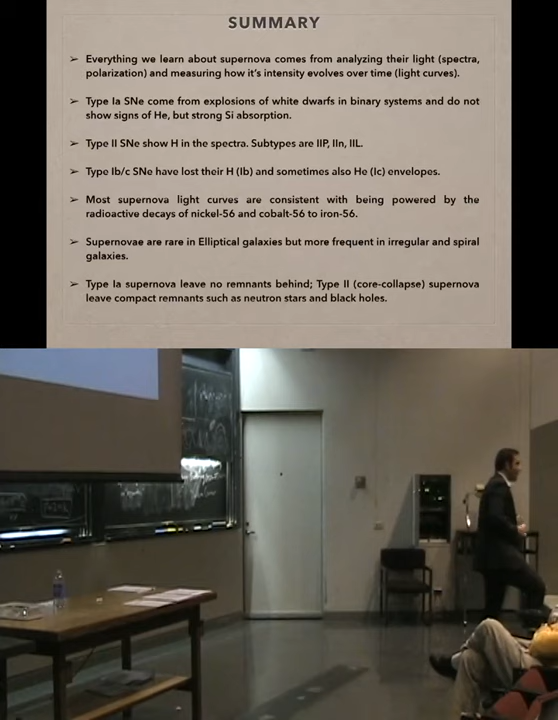 SUMMARY
➢ Everything we learn about supernova comes from analyzing their light (spectra,
polarization) and measuring how it's intensity evolves over time (light curves).
➢ Type Ia SNe come from explosions of white dwarfs in binary systems and do not
show signs of He, but strong Si absorption.
➢ Type II SNe show H in the spectra. Subtypes are IIP, IIn, IIL.
➢ Type Ib/c SNe have lost their H (Ib) and sometimes also He (Ic) envelopes.
➢ Most supernova light curves are consistent with being powered by the
radioactive decays of nickel-56 and cobalt-56 to iron-56.
➢ Supernovae are rare in Elliptical galaxies but more frequent in irregular and spiral
galaxies.
➢ Type Ia supernova leave no remnants behind; Type II (core-collapse) supernova
leave compact remnants such as neutron stars and black holes.